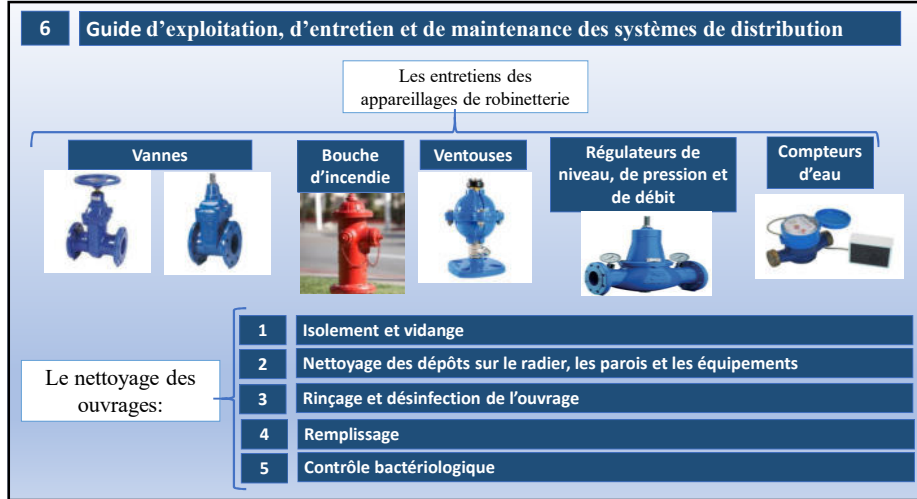 6
Guide d'exploitation, d'entretien et de maintenance des systèmes de distribution
Les entretiens des
appareillages de robinetterie
Vannes
Bouche
d'incendie
Ventouses
Régulateurs de
niveau, de pression et
de débit
Compteurs
d'eau
Le nettoyage des
ouvrages:
1
Isolement et vidange
2
Nettoyage des dépôts sur le radier, les parois et les équipements
3
Rinçage et désinfection de l'ouvrage
4
Remplissage
5
Contrôle bactériologique